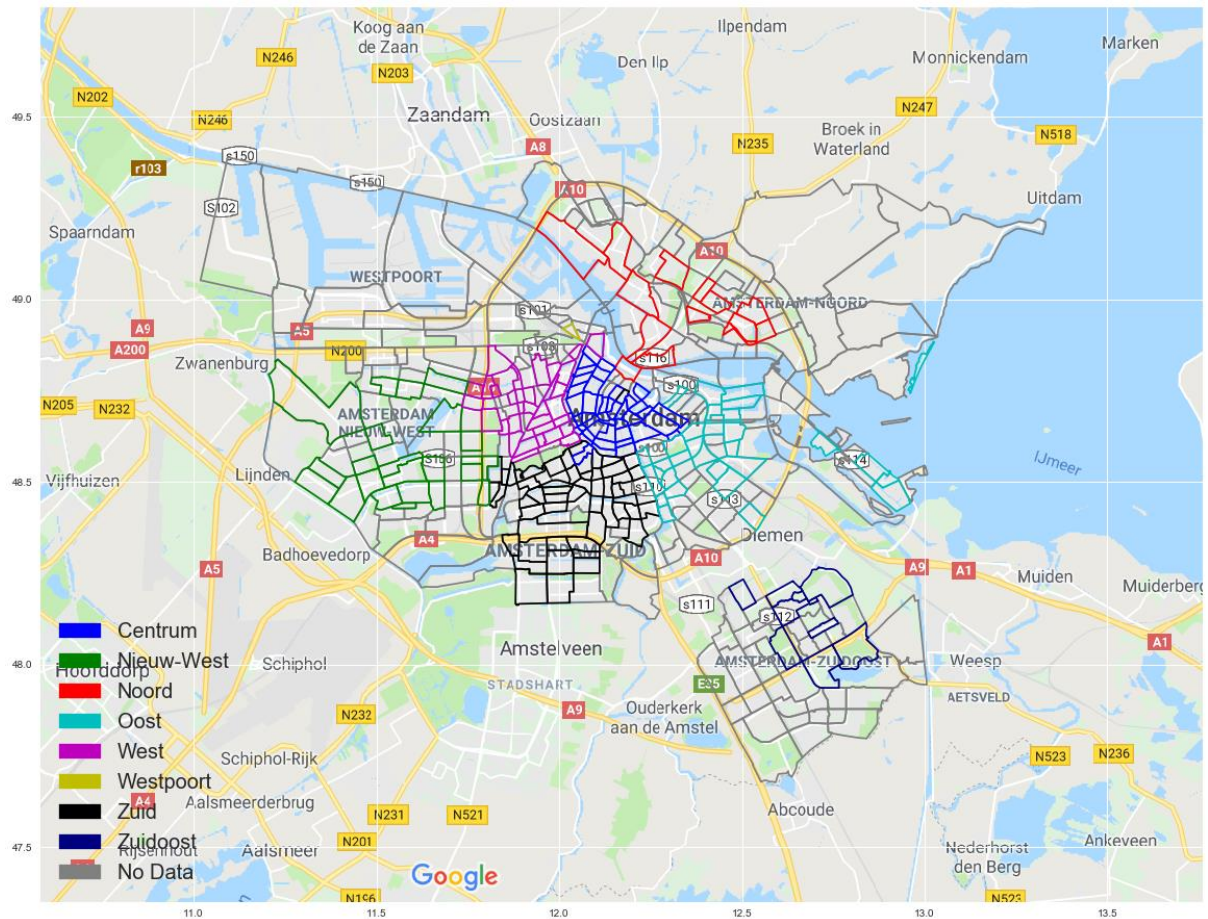 49.5
49.0
48.5
48.0
47.5
Koog aan
de Zaan
Ilpendam
Marken
N246
Monnickendam
N203
Den Ilp
N202
N247
Zaandam
N246
Oostzaan
Broek in
Waterland
N518
A8
N235
s150
r103
s150
A10
Uitdam
S102
Spaarndam
A10
WESTPOORT
AMSTERDAM-NOORD
s101
A9
A5
A200
N200
s103
Zwanenburg
s116
s100
N205
N232
AMSTERDAM
NIEUW-WEST
Amsterdam
s100
s114
IJmeer
Lijnden
Vijfhuizen
s106
s110
s113
Diemen
A4
AMSTERDAM-ZUID
Badhoevedorp
A10
A9
A1
A5
Muiden
Muiderberg
s111
s112
Centrum
Amstelveen
A1
Nieuw-West
Schiphol
AMSTERDAM-ZUIDOOST
Weesp
Hoofddorp
Noord
STADSHART
AETSVELD
Oost
N232
A9
Ouderkerk
aan de Amstel
West
Schiphol-Rijk
N523
N236
Westpoort
A4
Aalsmeerderbrug
N231
N521
Abcoude
Zuid
N201
Ankeveen
Zuidoost
Rijsenhout
Aalsmeer
Nederhorst
den Berg
No Data
Google
N196
N523
11.0
11.5
12.0
12.5
13.0
13.5